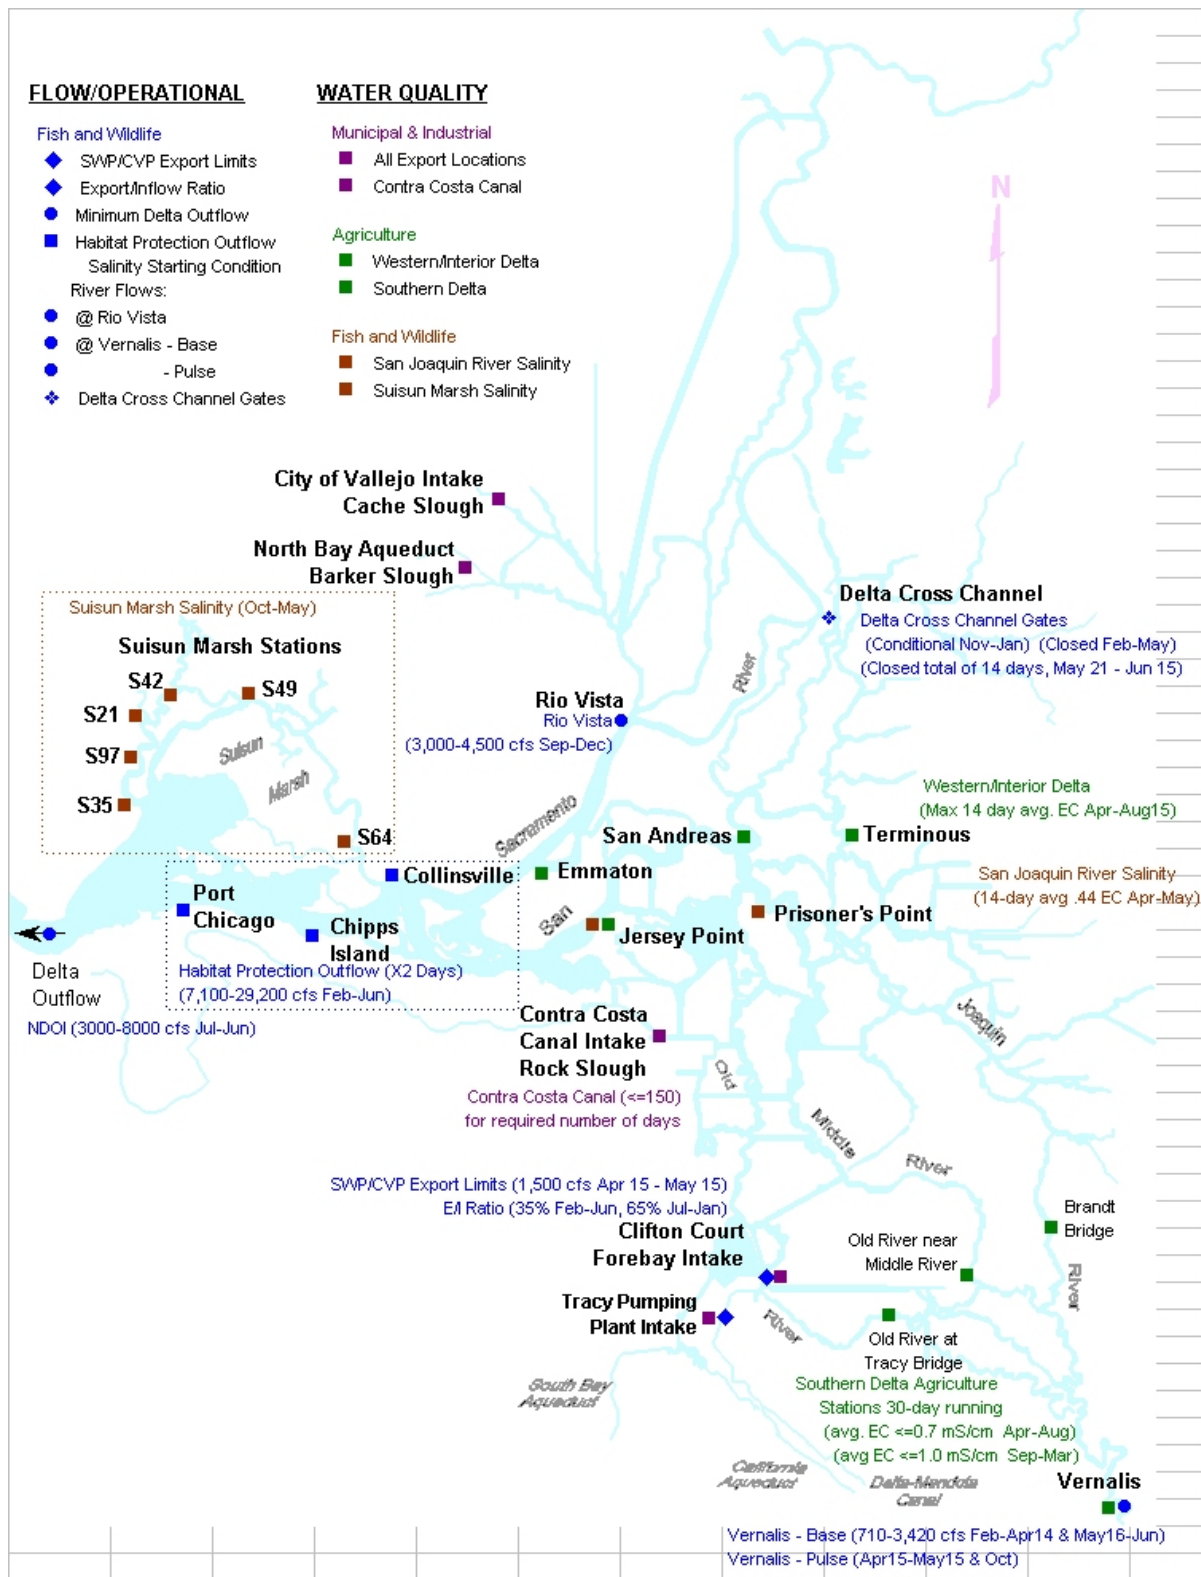 FLOW/OPERATIONAL
Fish and Wildlife
SWP/CVP Export Limits
Export/Inflow Ratio
Minimum Delta Outflow
Habitat Protection Outflow
Salinity Starting Condition
River Flows:
@ Rio Vista
@ Vernalis - Base
- Pulse
Delta Cross Channel Gates
WATER QUALITY
Municipal & Industrial
All Export Locations
Contra Costa Canal
Agriculture
Western/Interior Delta
Southern Delta
Fish and Wildlife
San Joaquin River Salinity
Suisun Marsh Salinity
N
City of Vallejo Intake
Cache Slough
North Bay Aqueduct
Barker Slough
Suisun Marsh Salinity (Oct-May)
Suisun Marsh Stations
S42
S49
S21
S97
S35
S64
Suisun
Marsh
Delta Cross Channel
Delta Cross Channel Gates
(Conditional Nov-Jan) (Closed Feb-May)
(Closed total of 14 days, May 21 - Jun 15)
River
Rio Vista
Rio Vista
(3,000-4,500 cfs Sep-Dec)
Sacramento
Western/Interior Delta
(Max 14 day avg. EC Apr-Aug15)
San Andreas
Terminous
Collinsville
Emmaton
San Joaquin River Salinity
(14-day avg .44 EC Apr-May)
Port
Chicago
Chipps
Island
San
Jersey Point
Prisoner's Point
Delta
Outflow
Habitat Protection Outflow (X2 Days)
(7,100-29,200 cfs Feb-Jun)
NDOI (3000-8000 cfs Jul-Jun)
Contra Costa
Canal Intake
Rock Slough
Joaquin
Old
Contra Costa Canal (<=150)
for required number of days
Middle
River
SWP/CVP Export Limits (1,500 cfs Apr 15 - May 15)
E/I Ratio (35% Feb-Jun, 65% Jul-Jan)
Clifton Court
Forebay Intake
Old River near
Middle River
Brandt
Bridge
River
Tracy Pumping
Plant Intake
River
Old River at
Tracy Bridge
South Bay
Aqueduct
Southern Delta Agriculture
Stations 30-day running
(avg. EC <=0.7 mS/cm Apr-Aug)
(avg EC <=1.0 mS/cm Sep-Mar)
California
Aqueduct
Delta-Mendota
Canal
Vernalis
Vernalis - Base (710-3,420 cfs Feb-Apr14 & May16-Jun)
Vernalis - Pulse (Apr15-May15 & Oct)